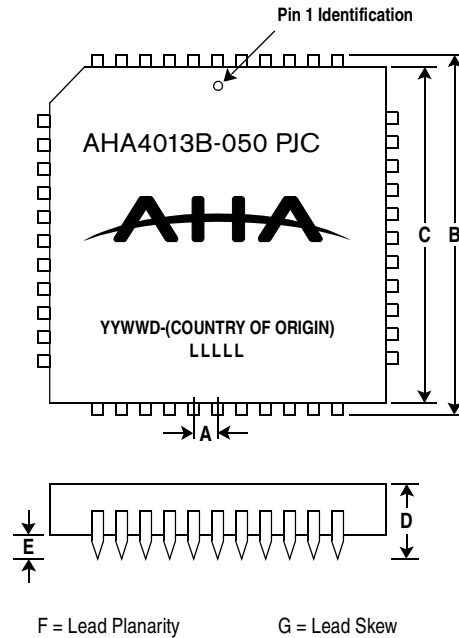 Pin 1 Identification
AHA4013B-050 PJC
AHA
C
B
YYWWD-(COUNTRY OF ORIGIN)
LLLLL
A
D
E
F = Lead Planarity
G = Lead Skew